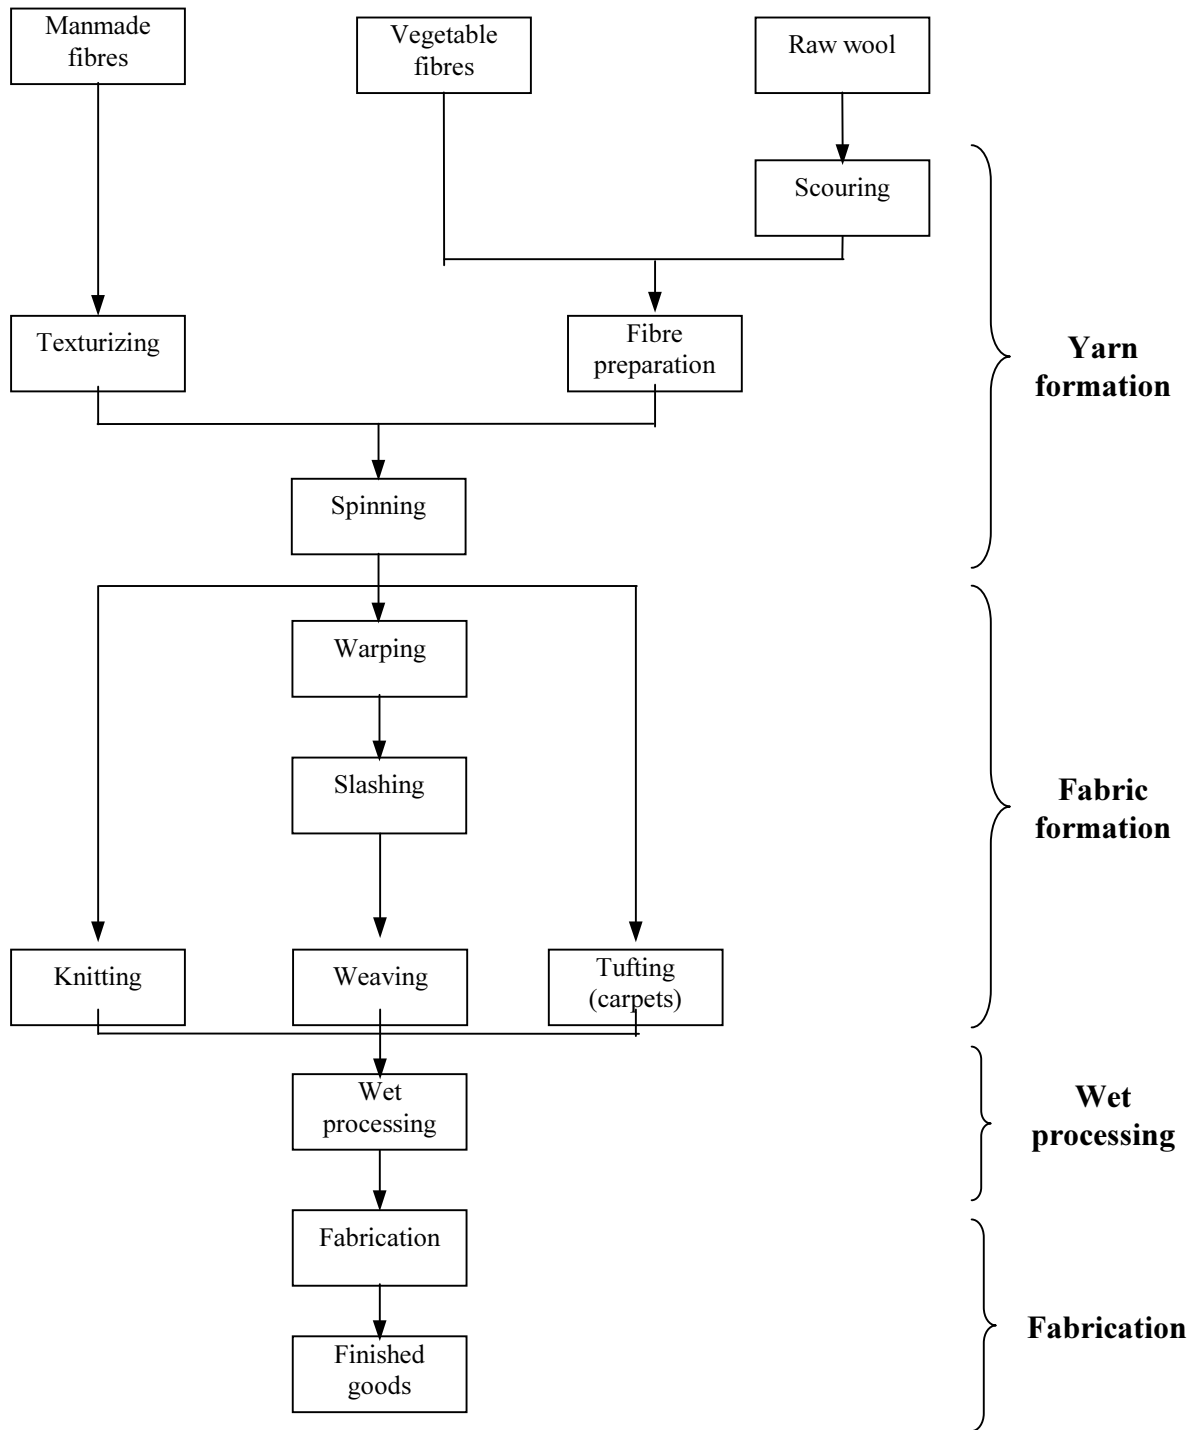 Manmade
fibres
Vegetable
fibres
Raw wool
Scouring
Texturizing
Fibre
preparation
Yarn
formation
Spinning
Warping
Slashing
Fabric
formation
Knitting
Weaving
Tufting
(carpets)
Wet
processing
Wet
processing
Fabrication
Fabrication
Finished
goods